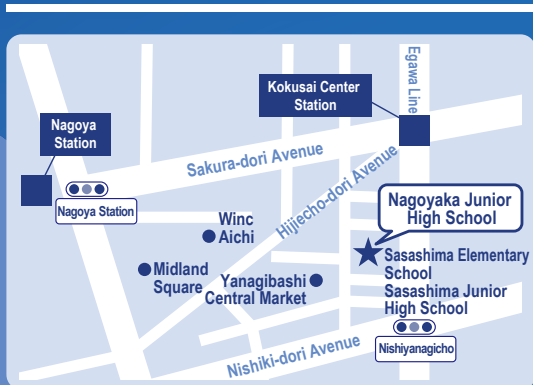 Egawa Line
Kokusai Center
Station
Nagoya
Station
Sakura-dori Avenue
Hijiecho-dori Avenue
Nagoya Station
Nagoyaka Junior
High School
Winc
Aichi
Midland
Square
Yanagibashi
Central Market
Sasashima Elementary
School
Sasashima Junior
High School
Nishiki-dori Avenue
Nishiyanagicho